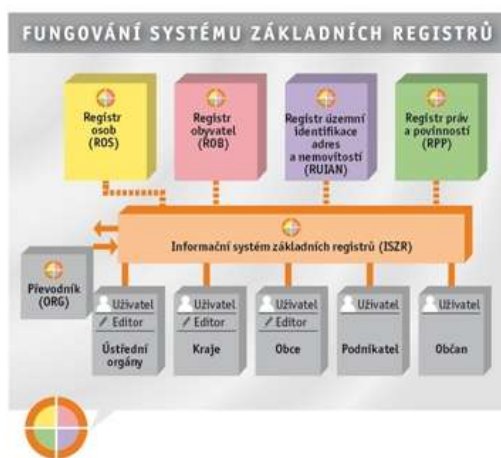 FUNGOVÁNÍ SYSTÉMU ZÁKLADNÍCH REGISTRŮ
Registr
osob
(ROS)
Registr
obyvatel
(ROB)
Registr územní
identifikace
adres
a nemovitostí
(RUIAN)
Registr práv
a povinností
(RPP)
Informační systém základních registrů (ISZR)
Převodník
(ORG)
Uživatel
Editor
Ústřední
orgány
Uživatel
Editor
Kraje
Uživatel
Editor
Obce
Uživatel
Podnikatel
Uživatel
Občan